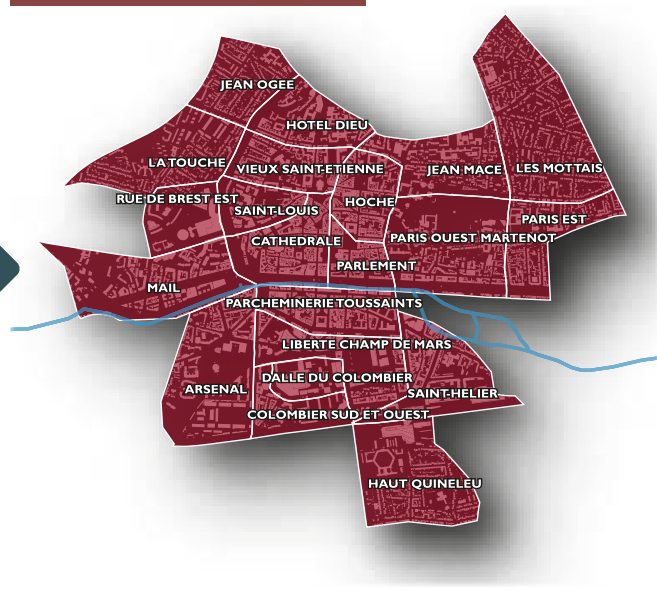 JEAN OGEE
HOTEL DIEU
LA TOUCHE
VIEUX SAINT-ETIENNE
JEAN MACE
LES MOTTAIS
RUE DE BREST EST
SAINT-LOUIS
HOCHE
PARIS EST
CATHEDRALE
PARIS OUEST MARTENOT
PARLEMENT
MAIL
PARCHEMINERIE TOUSSAINTS
LIBERTE CHAMP DE MARS
DALLE DU COLOMBIER
ARSENAL
SAINT-HELIER
COLOMBIER SUD ET OUEST
HAUT QUINELEU